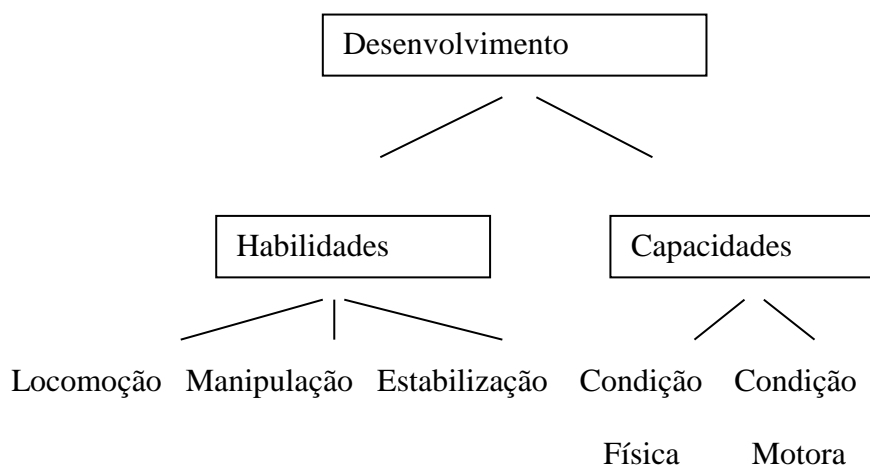 Desenvolvimento
Habilidades
Capacidades
Locomoção Manipulação Estabilização Condição Condição
Física Motora